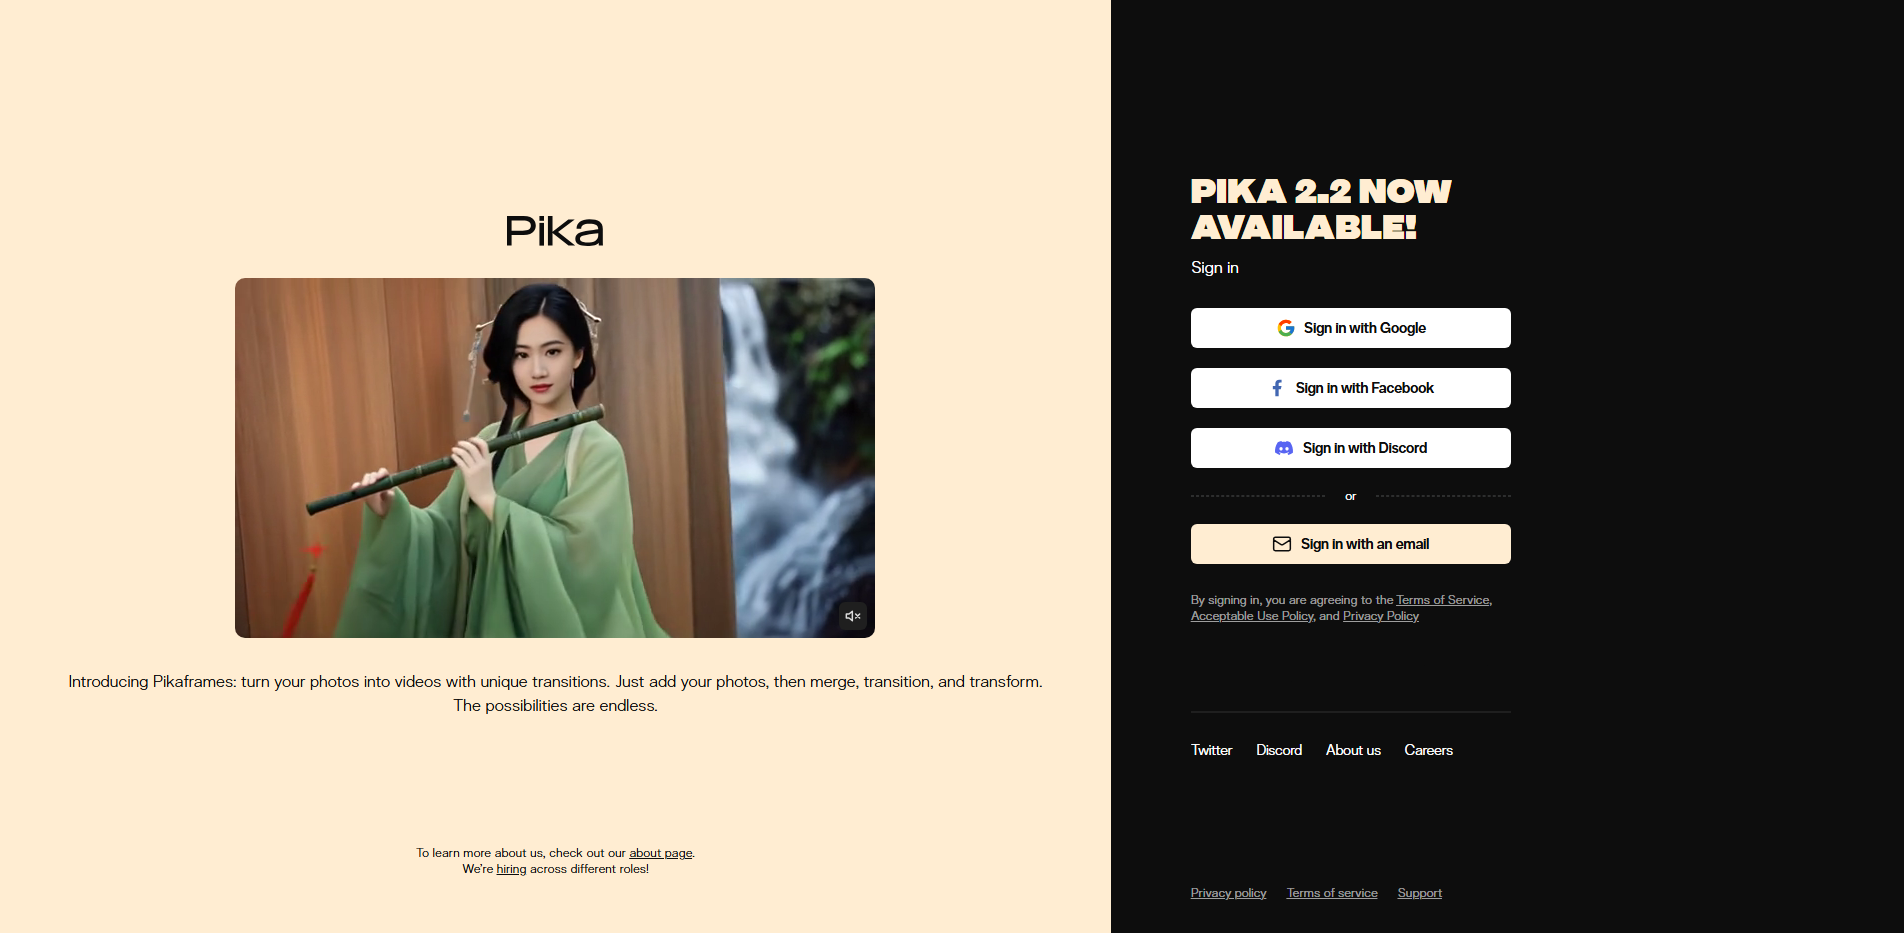 Pika
Introducing Pikaframes: turn your photos into videos with unique transitions. Just add your photos, then merge, transition, and transform.
The possibilities are endless.
To learn more about us, check out our about page.
We're hiring across different roles!
PIKA 2.2 NOW
AVAILABLE!
Sign in
Sign in with Google
Sign in with Facebook
Sign in with Discord
or
Sign in with an email
By signing in, you are agreeing to the Terms of Service,
Acceptable Use Policy, and Privacy Policy
Twitter Discord About us Careers
Privacy policy Terms of service Support